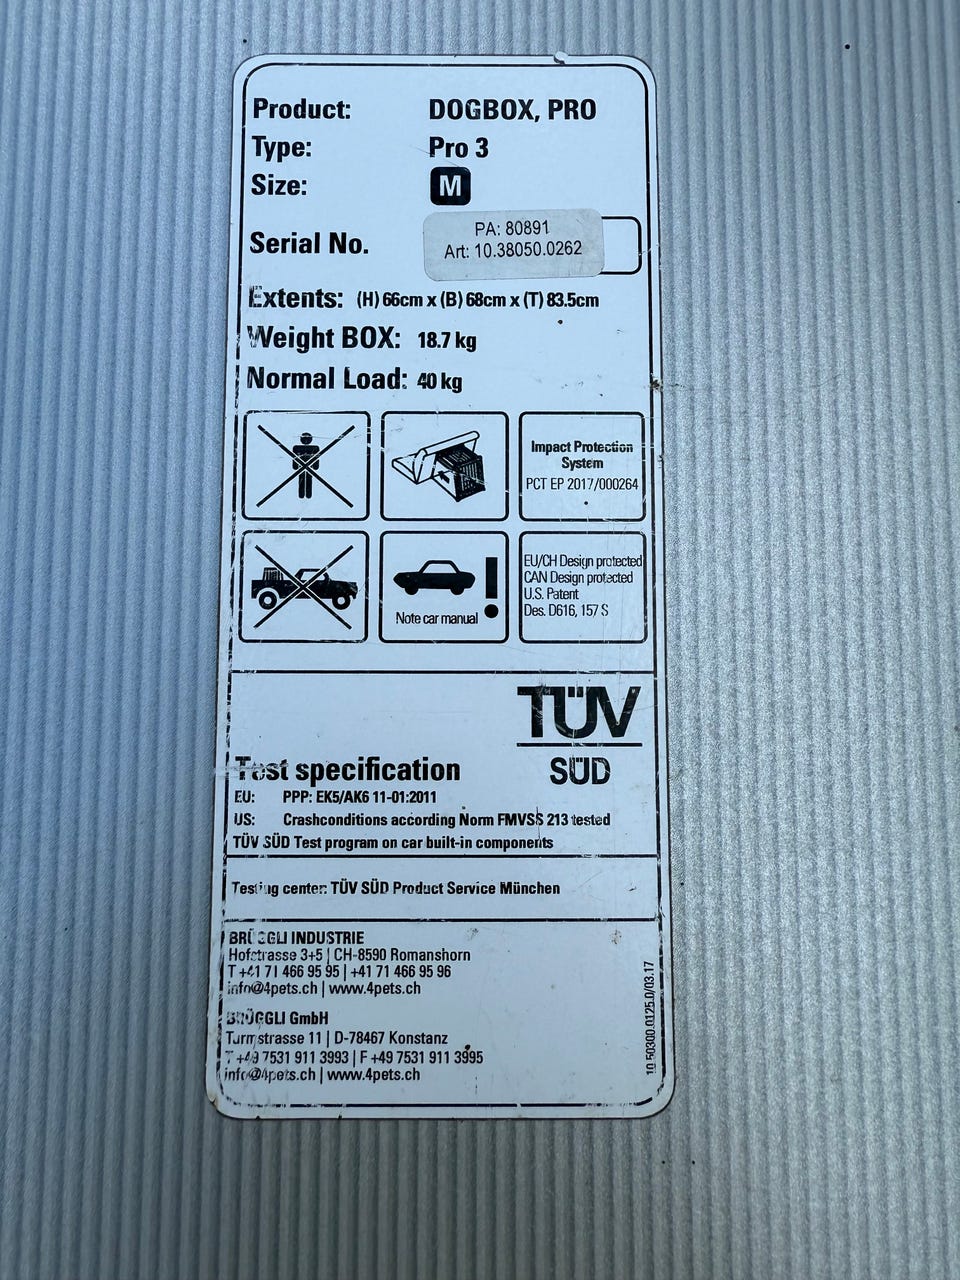 Product: DOGBOX, PRO
Type: Pro 3
Size: M
Serial No.
PA: 80891
Art: 10.38050.0262
Extents: (H) 66cm x (B) 68cm x (T) 83.5cm
Weight BOX: 18.7 kg
Normal Load: 40 kg
Impact Protection
System
PCT EP 2017/000264
Note car manual !
EU/CH Design protected
CAN Design protected
U.S. Patent
Des. D616, 157 S
TÜV
SÜD
Test specification
EU: PPP: EK5/AK6 11-01:2011
US: Crashconditions according Norm FMVSS 213 tested
TÜV SÜD Test program on car built-in components
Testing center: TÜV SÜD Product Service München
BRÜGGLI INDUSTRIE
Hofstrasse 3+5 | CH-8590 Romanshorn
T +41 71 466 95 95 | +41 71 466 95 96
info@4pets.ch | www.4pets.ch
BRÜGGLI GmbH
Turmstrasse 11 | D-78467 Konstanz
T +49 7531 911 3993 | F +49 7531 911 3995
info@4pets.ch | www.4pets.ch
10.50300.0125.0/03.17